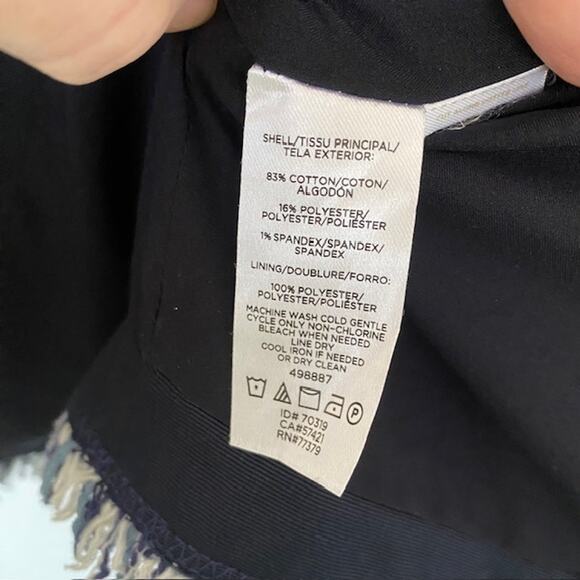 SHELL/TISSU PRINCIPAL/
TELA EXTERIOR:
83% COTTON/COTON/
ALGODÓN
16% POLYESTER/
POLYESTER/POLIÉSTER
1% SPANDEX/SPANDEX/
SPANDEX
LINING/DOUBLURE/FORRO:
100% POLYESTER/
POLYESTER/POLIÉSTER
MACHINE WASH COLD GENTLE
CYCLE ONLY NON-CHLORINE
BLEACH WHEN NEEDED
LINE DRY
COOL IRON IF NEEDED
OR DRY CLEAN
498887
P
ID# 70319
CA#57421
RN#77379